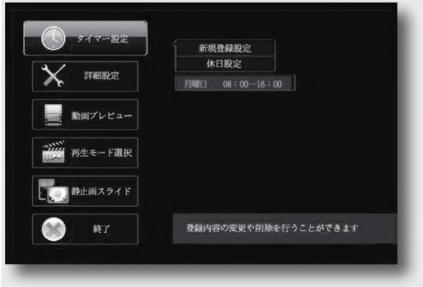 タイマー設定
詳細設定
動画プレビュー
再生モード選択
静止画スライド
終了
新規登録設定
休日設定
月曜日 08:00--16:00
登録内容の変更や削除を行うことができます